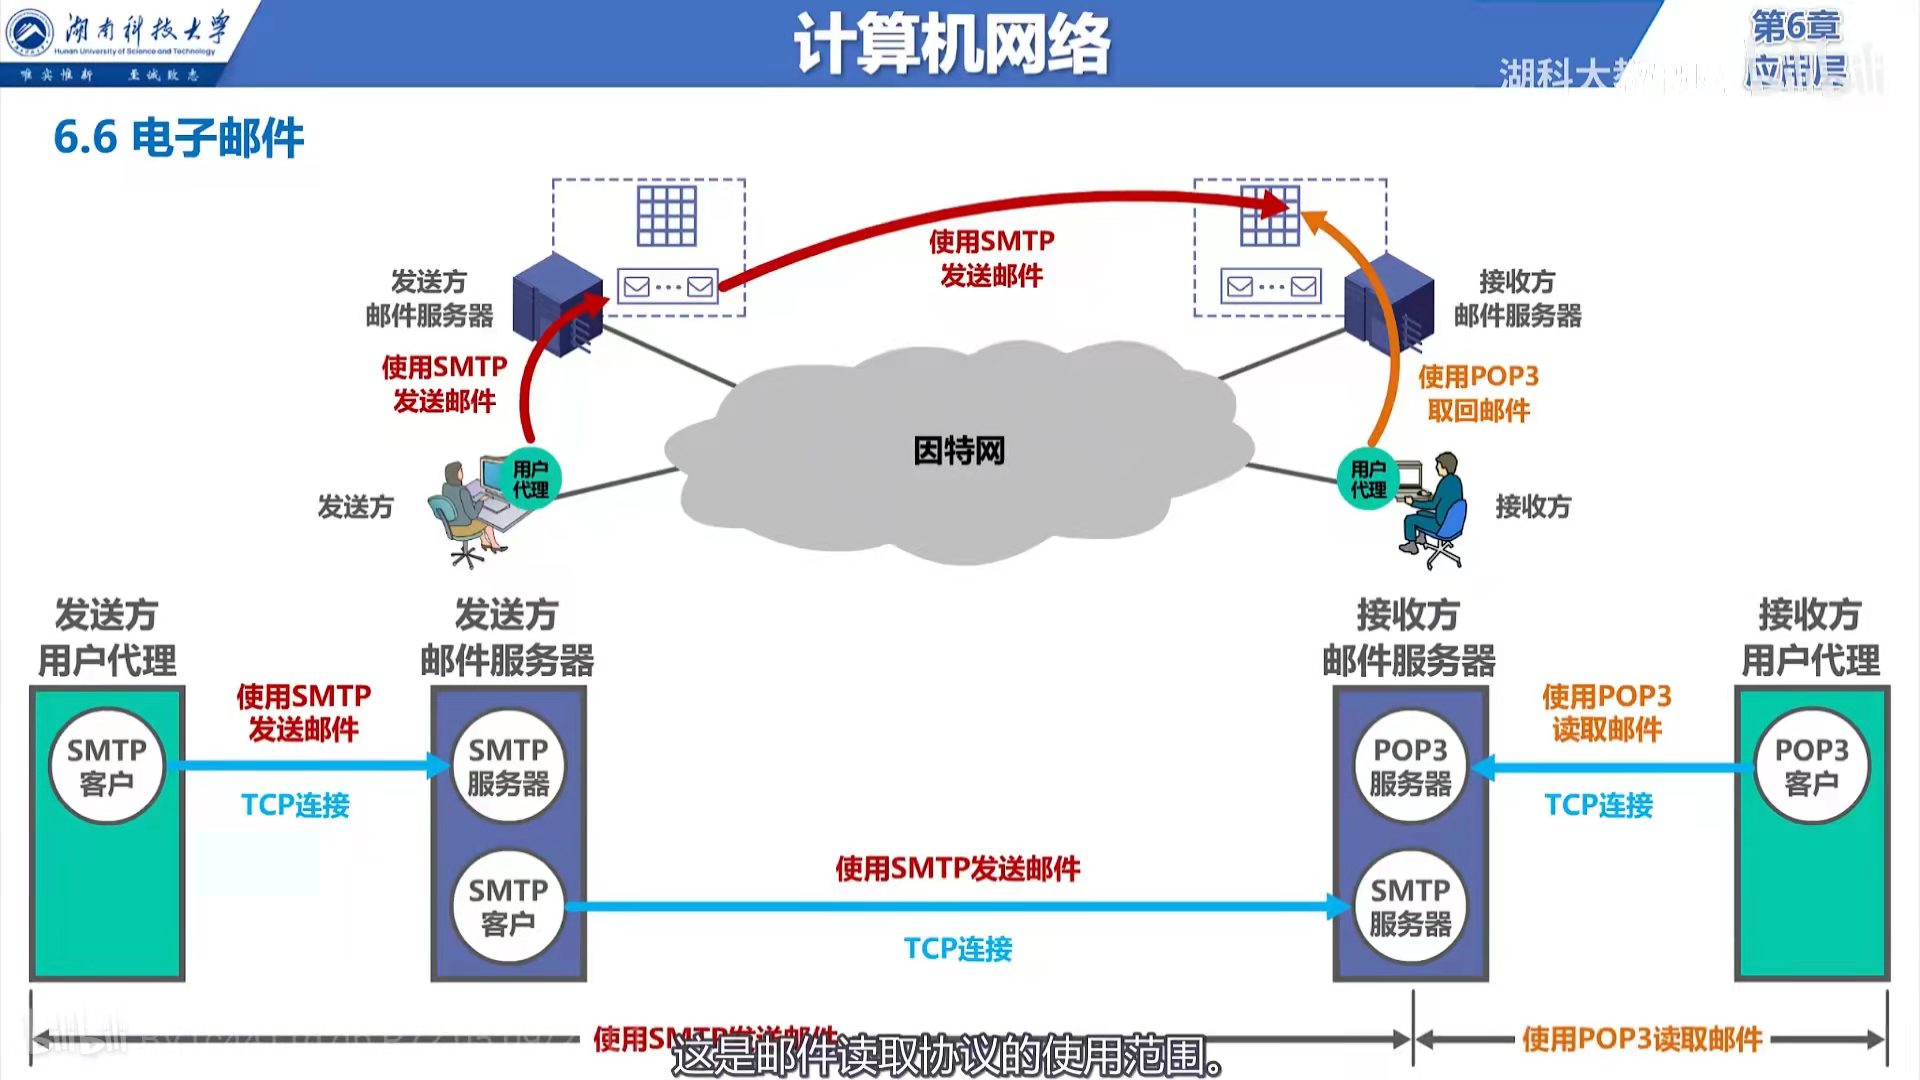 湖南科技大学
Hunan University of Science and Technology
唯实惟新 至诚致志
计算机网络
第6章
应用层
湖科大教
6.6 电子邮件
使用SMTP
发送邮件
发送方
邮件服务器
接收方
邮件服务器
使用SMTP
发送邮件
使用POP3
取回邮件
因特网
用户
代理
用户
代理
发送方
接收方
发送方
用户代理
发送方
邮件服务器
接收方
邮件服务器
接收方
用户代理
使用SMTP
发送邮件
使用POP3
读取邮件
SMTP
客户
SMTP
服务器
POP3
服务器
POP3
客户
TCP连接
TCP连接
使用SMTP发送邮件
SMTP
客户
SMTP
服务器
TCP连接
使用SMTP发送邮件
使用POP3读取邮件
这是邮件读取协议的使用范围。